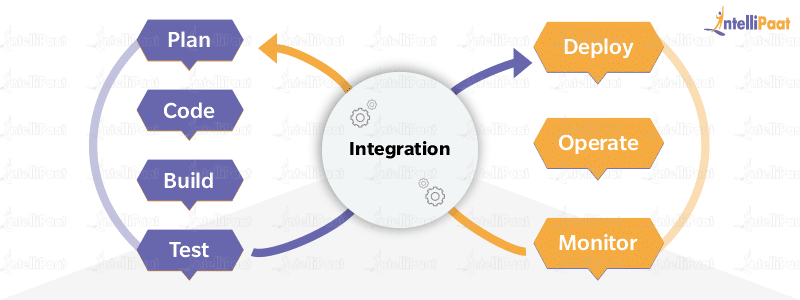 Plan
Code
Build
Test
Integration
Deploy
Operate
Monitor
intelliPaat